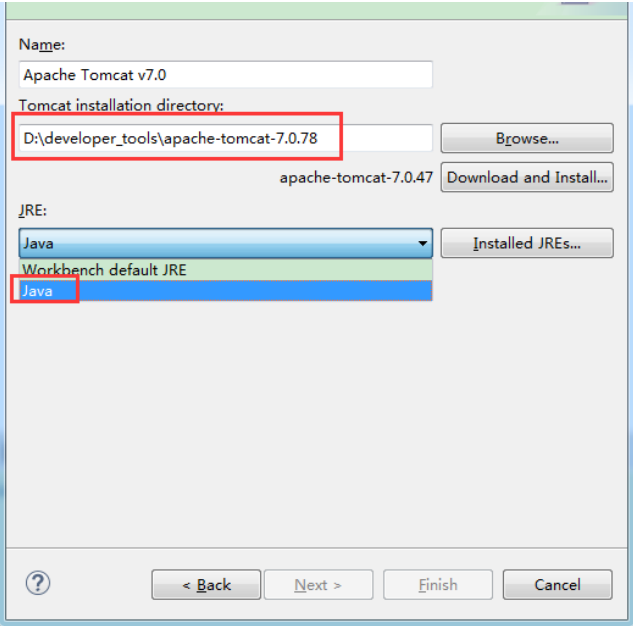 Name:
Apache Tomcat v7.0
Tomcat installation directory:
D:\developer_tools\apache-tomcat-7.0.78
Browse...
apache-tomcat-7.0.47
Download and Install...
JRE:
Java
Installed JREs...
Workbench default JRE
Java
?
< Back
Next >
Finish
Cancel